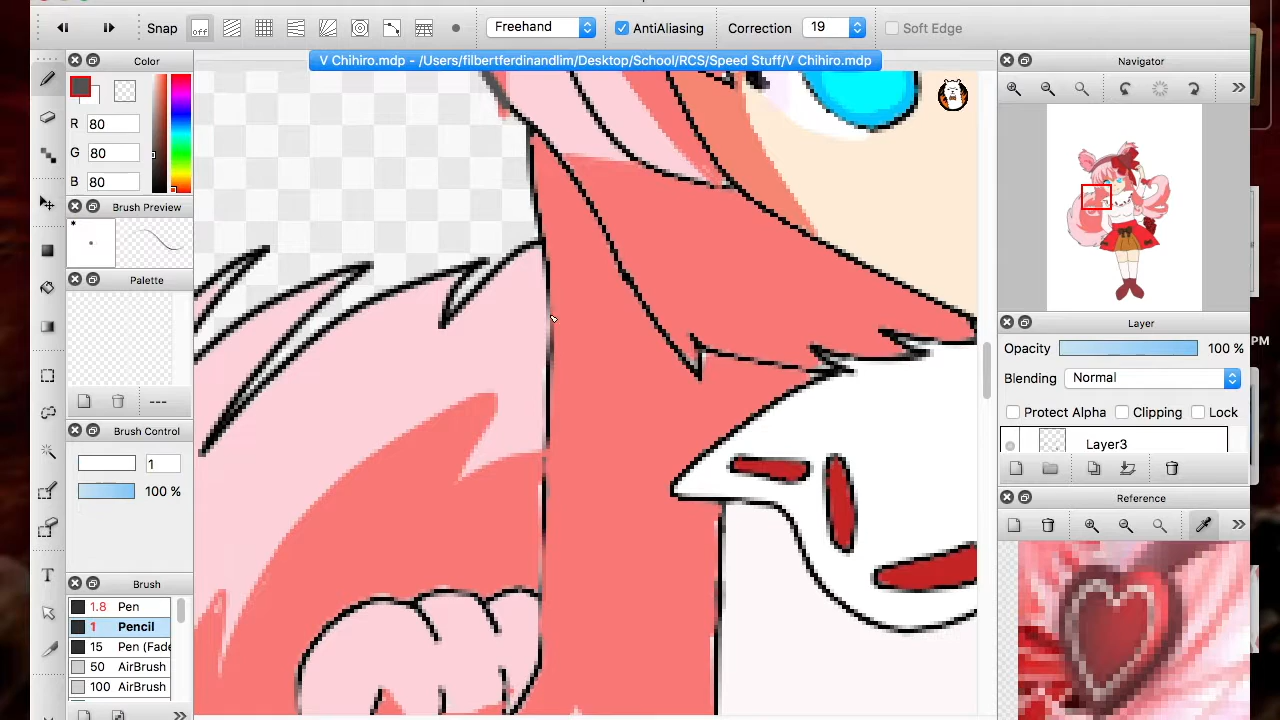 Snap off Freehand AntiAliasing Correction 19 Soft Edge
V Chihiro.mdp - /Users/filbertferdinandlim/Desktop/School/RCS/Speed Stuff/V Chihiro.mdp
Color
R 80
G 80
B 80
Brush Preview
*
Palette
---
Brush Control
1
100 %
Brush
1.8 Pen
1 Pencil
15 Pen (Fade
50 AirBrush
100 AirBrush
T
Navigator
Layer
Opacity 100 %
Blending Normal
Protect Alpha Clipping Lock
Layer3
Reference
PM